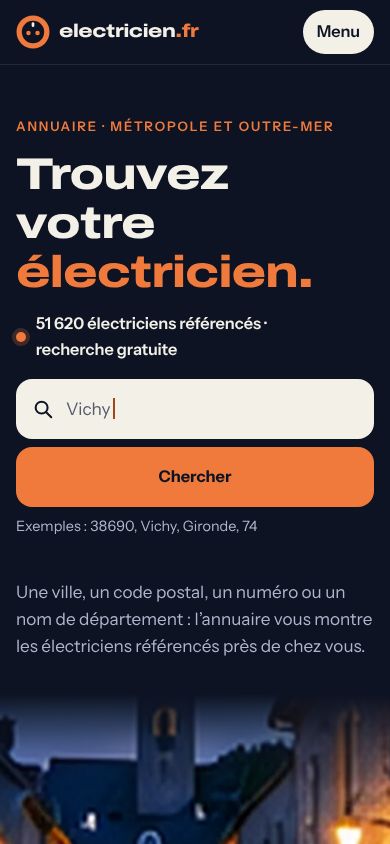 electricien.fr
Menu
ANNUAIRE · MÉTROPOLE ET OUTRE-MER
Trouvez
votre
électricien.
51 620 électriciens référencés ·
recherche gratuite
Vichy
Chercher
Exemples : 38690, Vichy, Gironde, 74
Une ville, un code postal, un numéro ou un
nom de département : l’annuaire vous montre
les électriciens référencés près de chez vous.